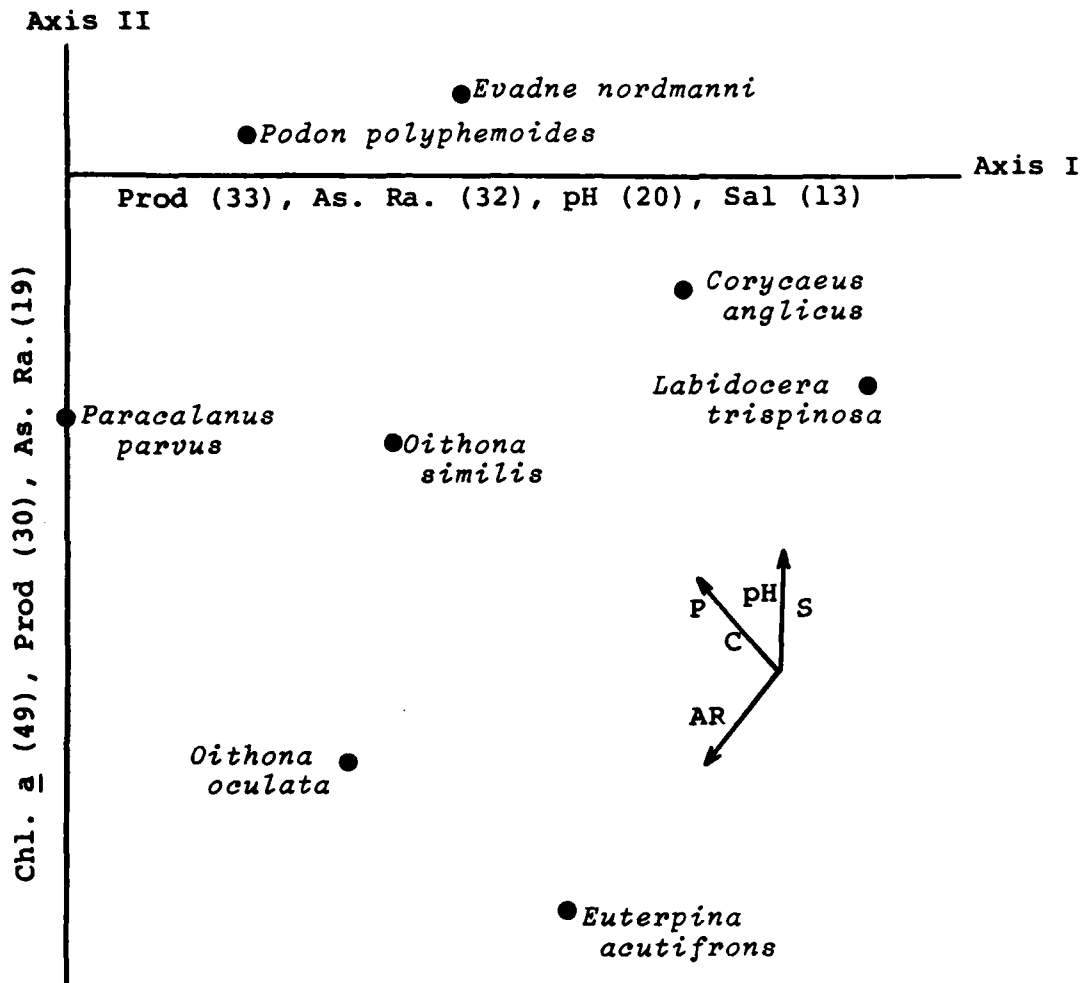 Axis II
Evadne nordmanni
Podon polyphemoides
Axis I
Prod (33), As. Ra. (32), pH (20), Sal (13)
Chl. a (49), Prod (30), As. Ra.(19)
Corycaeus
anglicus
Labidocera
trispinosa
Paracalanus
parvus
Oithona
similis
P
pH
S
C
AR
Oithona
oculata
Euterpina
acutifrons